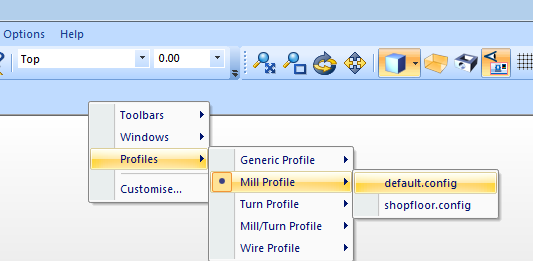 Options Help
Top 0.00
Toolbars
Windows
Profiles
Customise...
Generic Profile
Mill Profile
Turn Profile
Mill/Turn Profile
Wire Profile
default.config
shopfloor.config